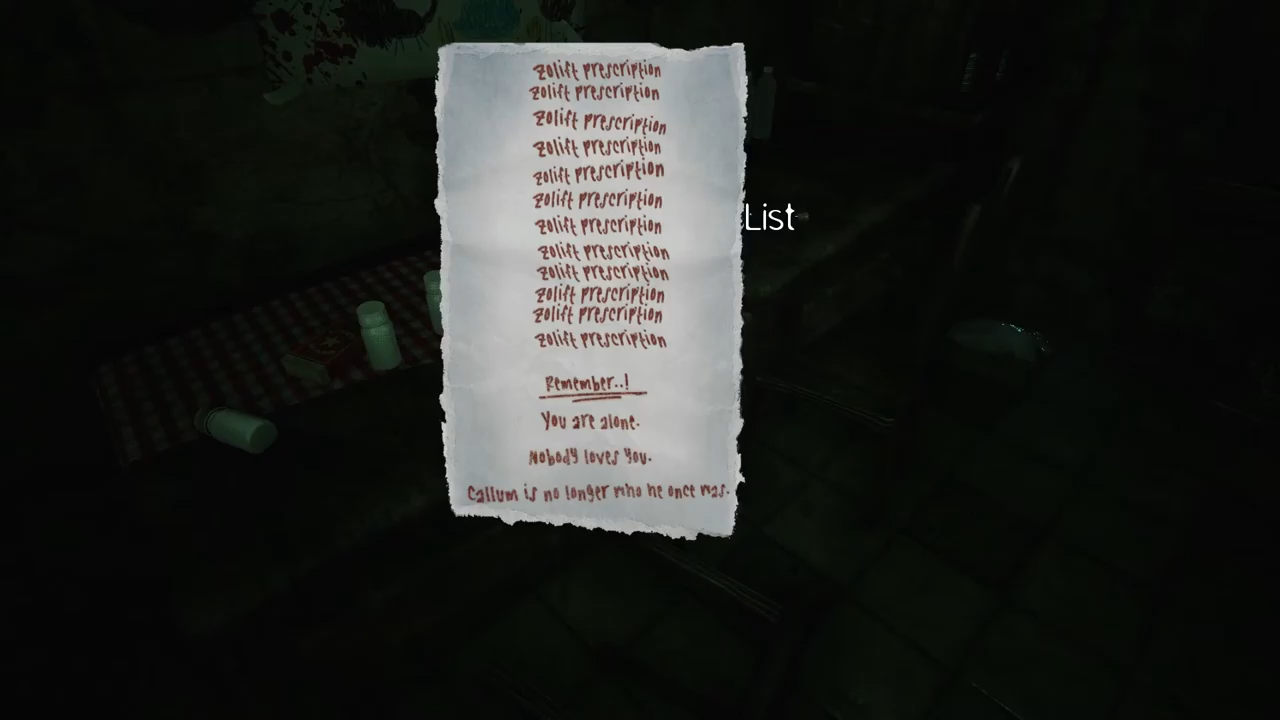 Zolift prescription
Zolift prescription
Zolift prescription
Zolift prescription
Zolift prescription
Zolift prescription
Zolift prescription
Zolift prescription
Zolift prescription
Zolift prescription
Zolift prescription
Zolift prescription
Remember..!
You are alone.
Nobody loves you.
Callum is no longer who he once was.
List